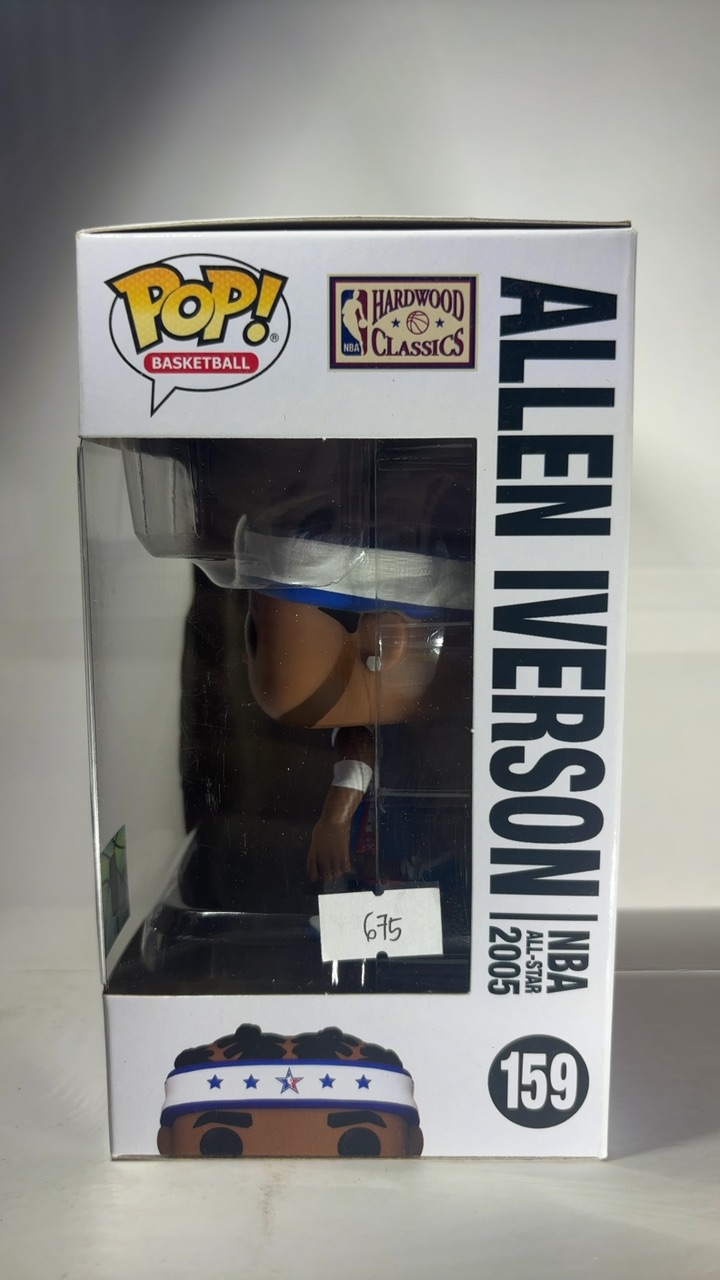 POP!®
BASKETBALL
NBA
HARDWOOD
CLASSICS
ALLEN IVERSON
NBA
ALL-STAR
2005
675
159